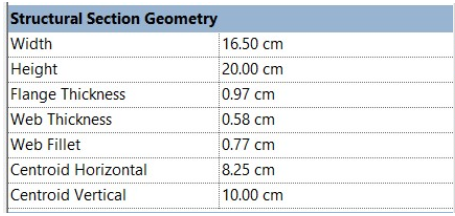 Structural Section Geometry
Width 16.50 cm
Height 20.00 cm
Flange Thickness 0.97 cm
Web Thickness 0.58 cm
Web Fillet 0.77 cm
Centroid Horizontal 8.25 cm
Centroid Vertical 10.00 cm